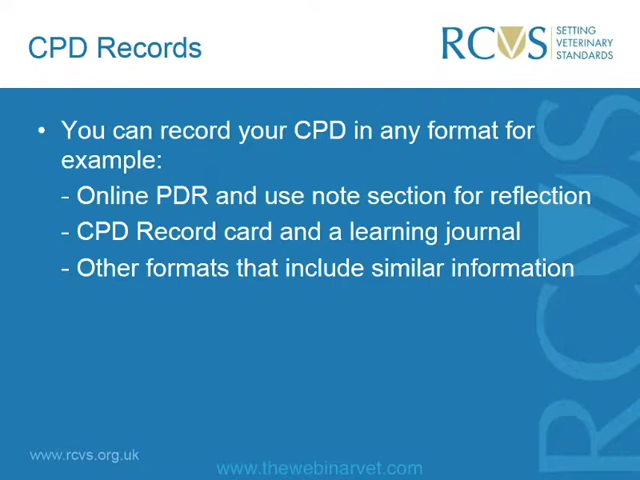 CPD Records
RCVS
SETTING
VETERINARY
STANDARDS
• You can record your CPD in any format for
example:
- Online PDR and use note section for reflection
- CPD Record card and a learning journal
- Other formats that include similar information
RCVS
www.rcvs.org.uk
www.thewebinarvet.com